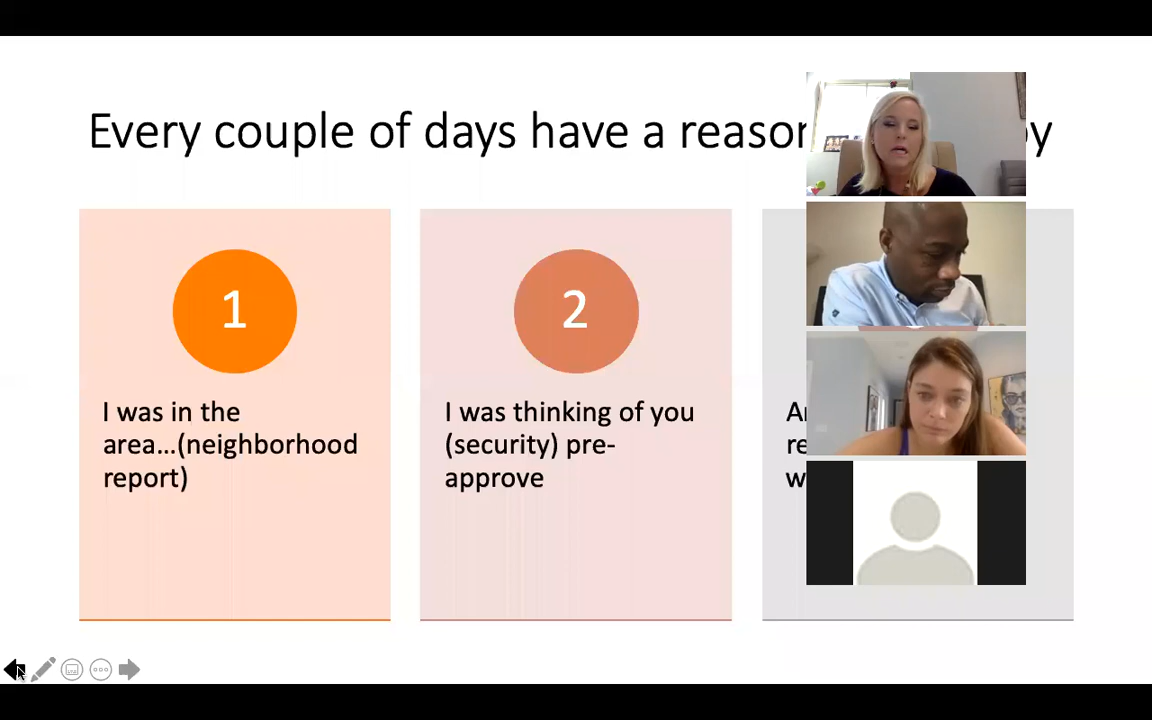 Every couple of days have a reason
1
I was in the
area...(neighborhood
report)
2
I was thinking of you
(security) pre-
approve